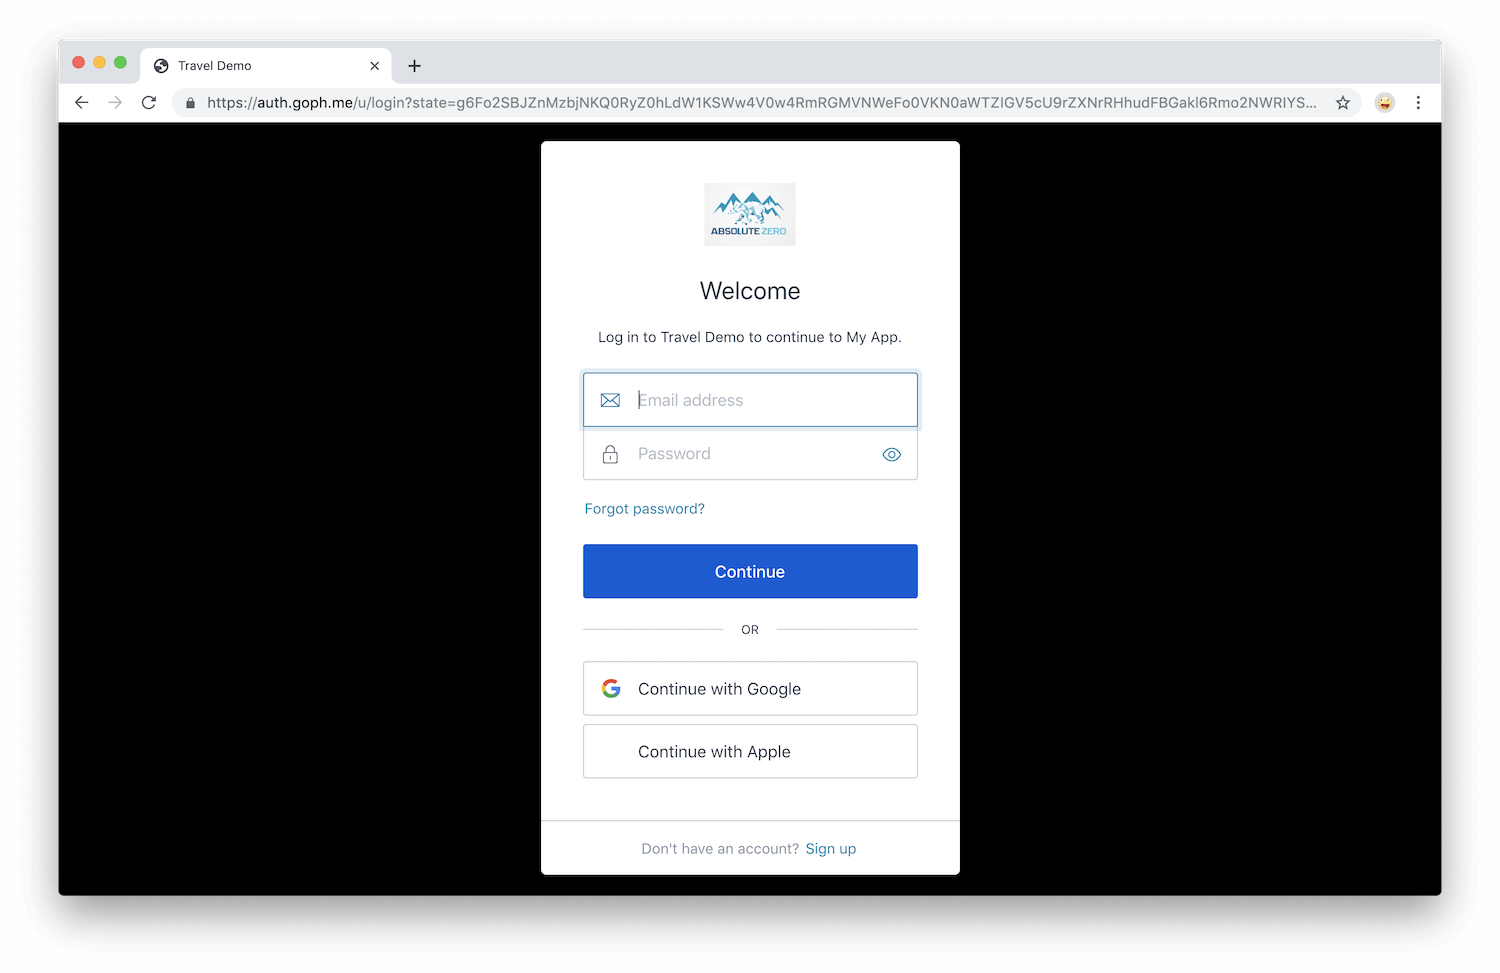 Travel Demo
https://auth.goph.me/u/login?state=g6Fo2SBJZnMzbjNKQ0RyZ0hLdW1KSWw4V0w4RmRGMVNWeFo0VKN0aWTZIGV5cU9rZXNrRHhudFBGakl6Rmo2NWRIYS...
ABSOLUTE ZERO
Welcome
Log in to Travel Demo to continue to My App.
Email address
Password
Forgot password?
Continue
OR
Continue with Google
Continue with Apple
Don't have an account? Sign up